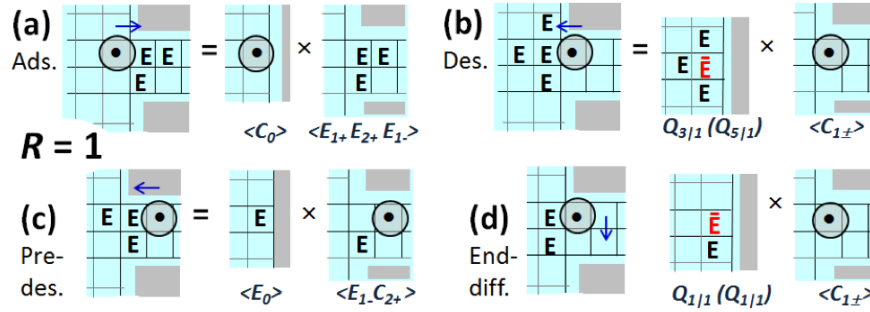 (a)
Ads.
E E
E
=
×
E E
E
<C0>
<E1+ E2+ E1->
(b)
Des.
E
E E
E
=
E
E Ē
E
×
Q3|1 (Q5|1)
<C1±>
R = 1
(c)
Pre-
des.
E E
E
=
E
×
E
<E0>
<E1-C2+>
(d)
End-
diff.
E
E
Ē
E
×
Q1|1 (Q1|1)
<C1±>